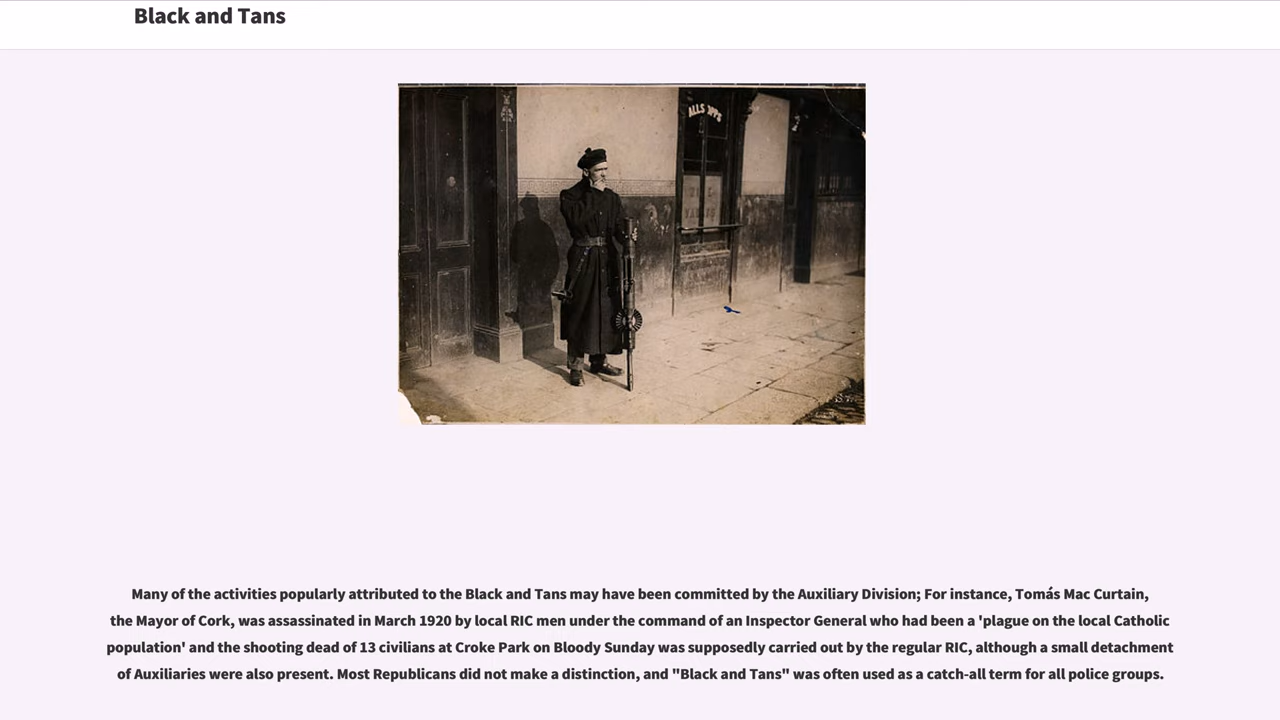 Black and Tans
ALLS PP'S
Many of the activities popularly attributed to the Black and Tans may have been committed by the Auxiliary Division; For instance, Tomás Mac Curtain,
the Mayor of Cork, was assassinated in March 1920 by local RIC men under the command of an Inspector General who had been a 'plague on the local Catholic
population' and the shooting dead of 13 civilians at Croke Park on Bloody Sunday was supposedly carried out by the regular RIC, although a small detachment
of Auxiliaries were also present. Most Republicans did not make a distinction, and "Black and Tans" was often used as a catch-all term for all police groups.